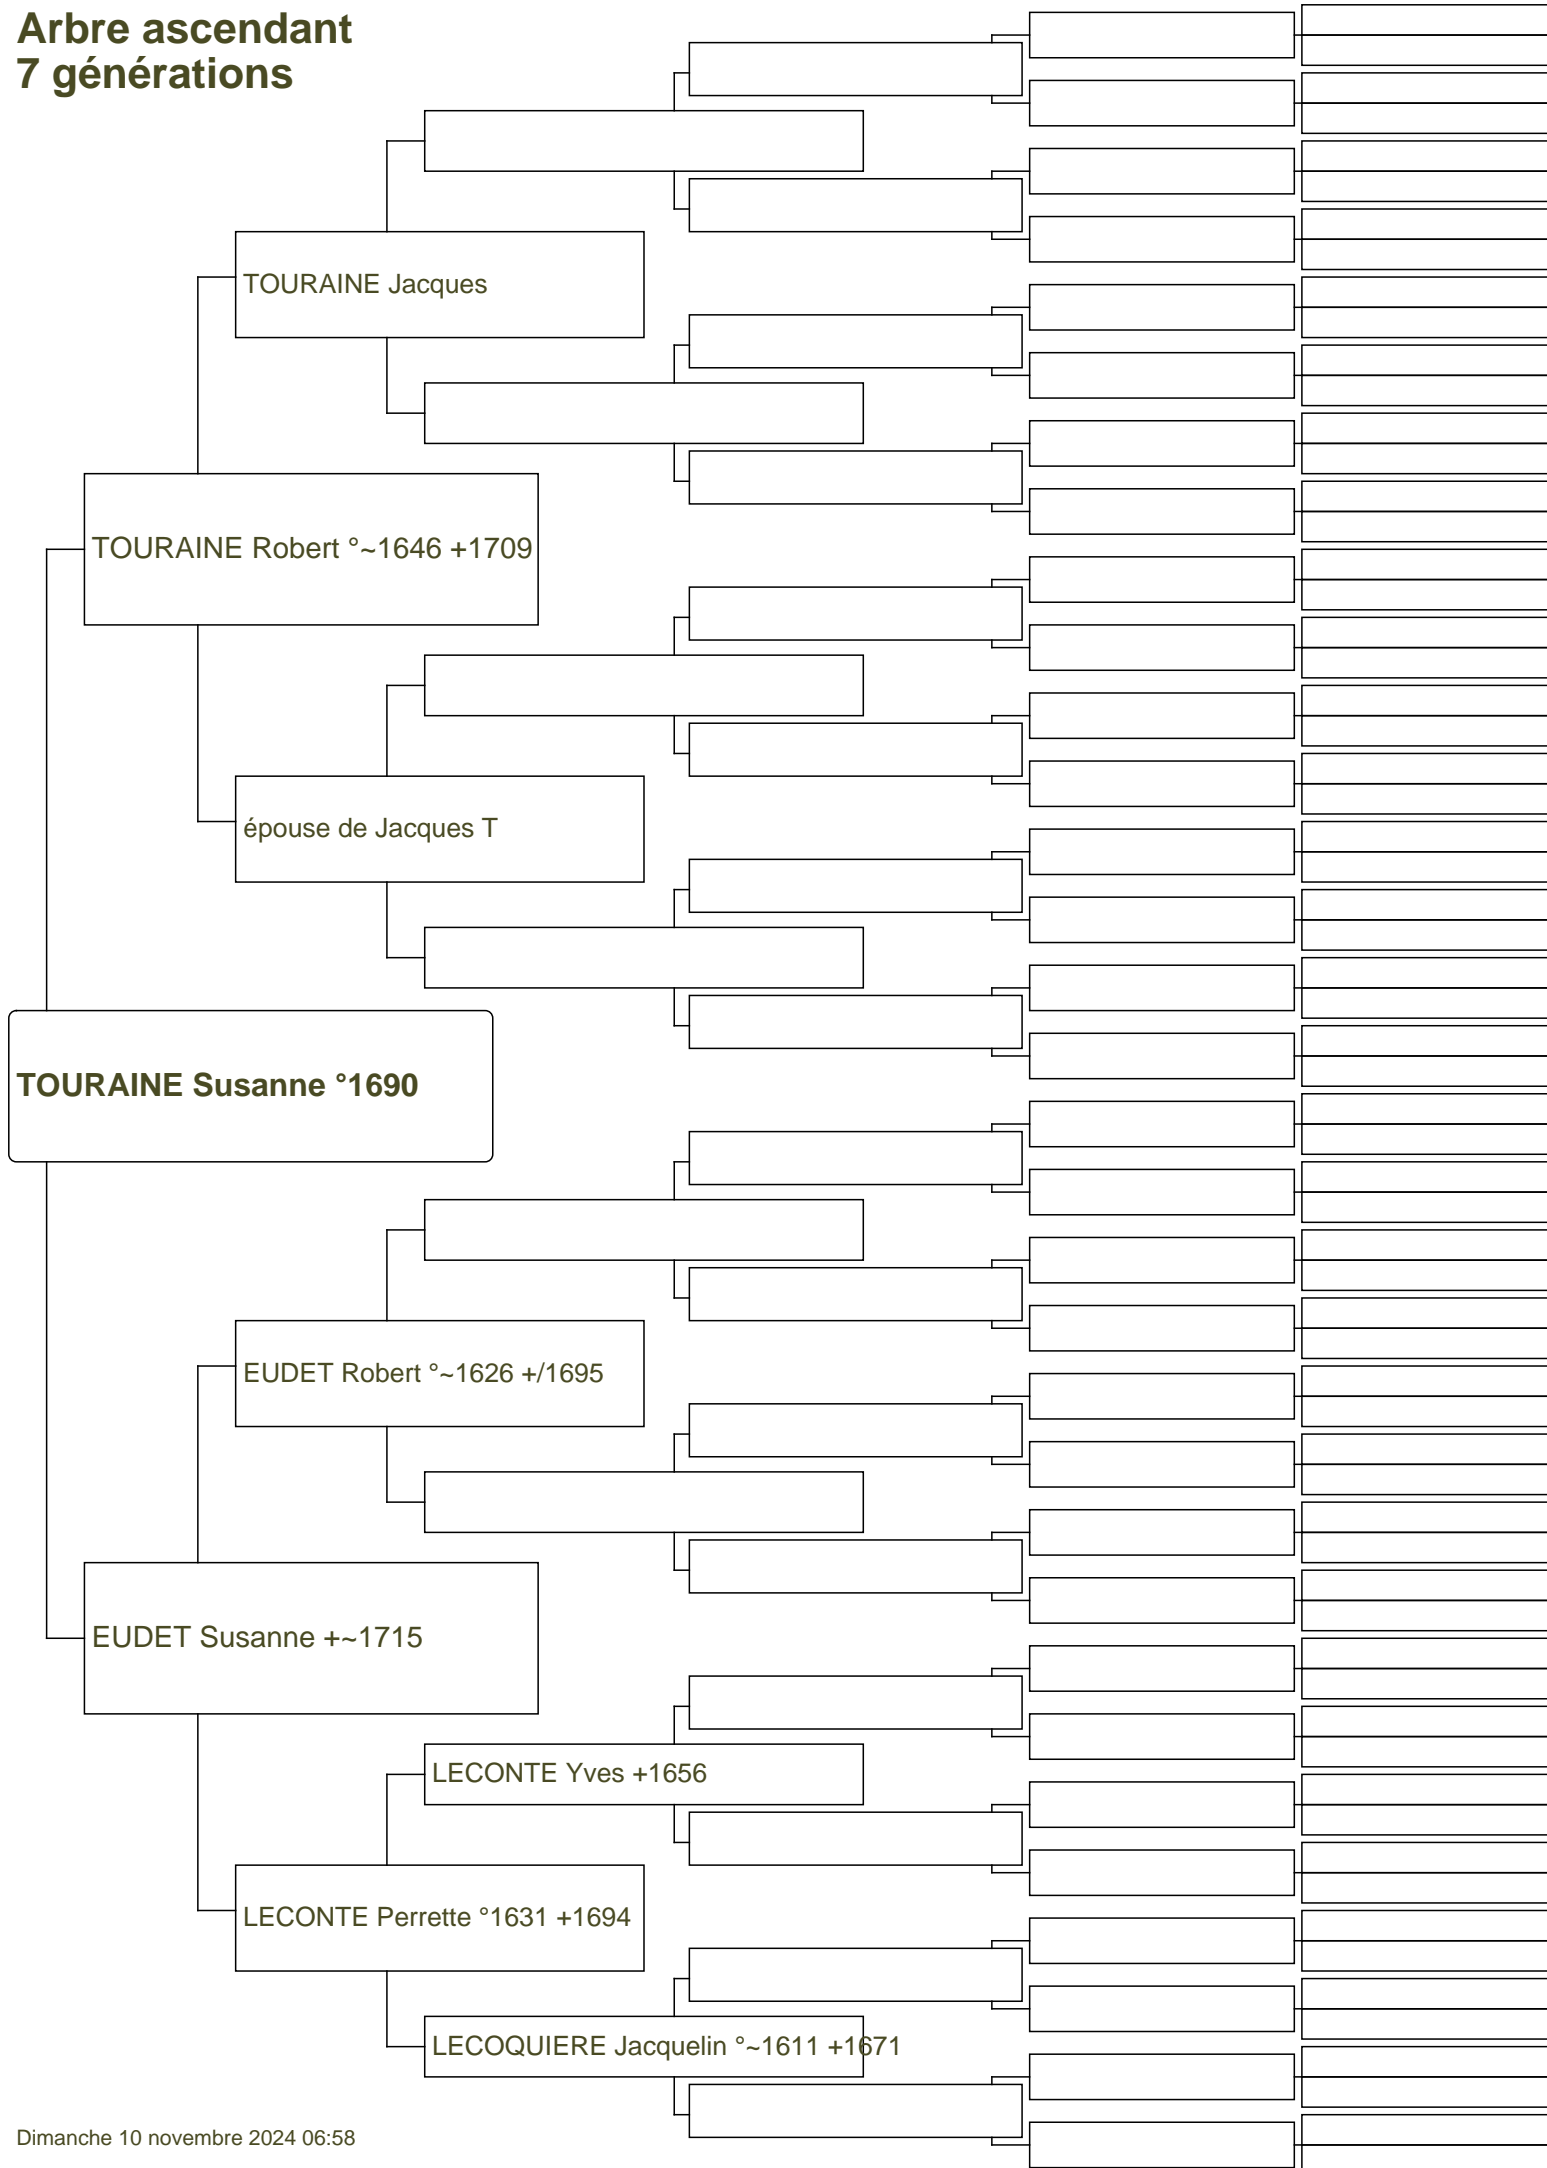 Arbre ascendant
7 générations
TOURAINE Jacques
TOURAINE Robert °~1646 +1709
épouse de Jacques T
TOURAINE Susanne °1690
EUDET Robert °~1626 +/1695
EUDET Susanne +~1715
LECONTE Yves +1656
LECONTE Perrette °1631 +1694
LECOQUIERE Jacquelin °~1611 +1671
Dimanche 10 novembre 2024 06:58